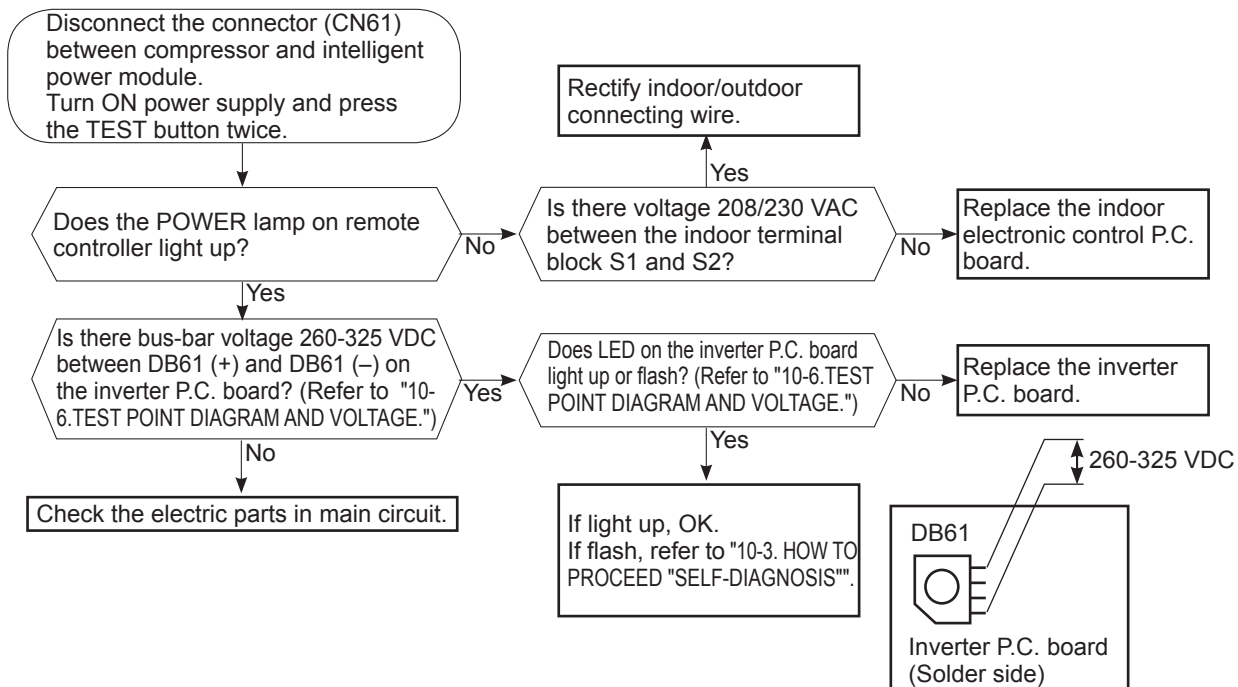 Disconnect the connector (CN61)
between compressor and intelligent
power module.
Turn ON power supply and press
the TEST button twice.
Rectify indoor/outdoor
connecting wire.
Yes
Does the POWER lamp on remote
controller light up?
No
Is there voltage 208/230 VAC
between the indoor terminal
block S1 and S2?
No
Replace the indoor
electronic control P.C.
board.
Yes
Is there bus-bar voltage 260-325 VDC
between DB61 (+) and DB61 (–) on
the inverter P.C. board? (Refer to "10-
6.TEST POINT DIAGRAM AND VOLTAGE.")
Yes
Does LED on the inverter P.C. board
light up or flash? (Refer to "10-6.TEST
POINT DIAGRAM AND VOLTAGE.")
No
Replace the inverter
P.C. board.
No
Check the electric parts in main circuit.
Yes
If light up, OK.
If flash, refer to "10-3. HOW TO
PROCEED "SELF-DIAGNOSIS"".
260-325 VDC
DB61
Inverter P.C. board
(Solder side)